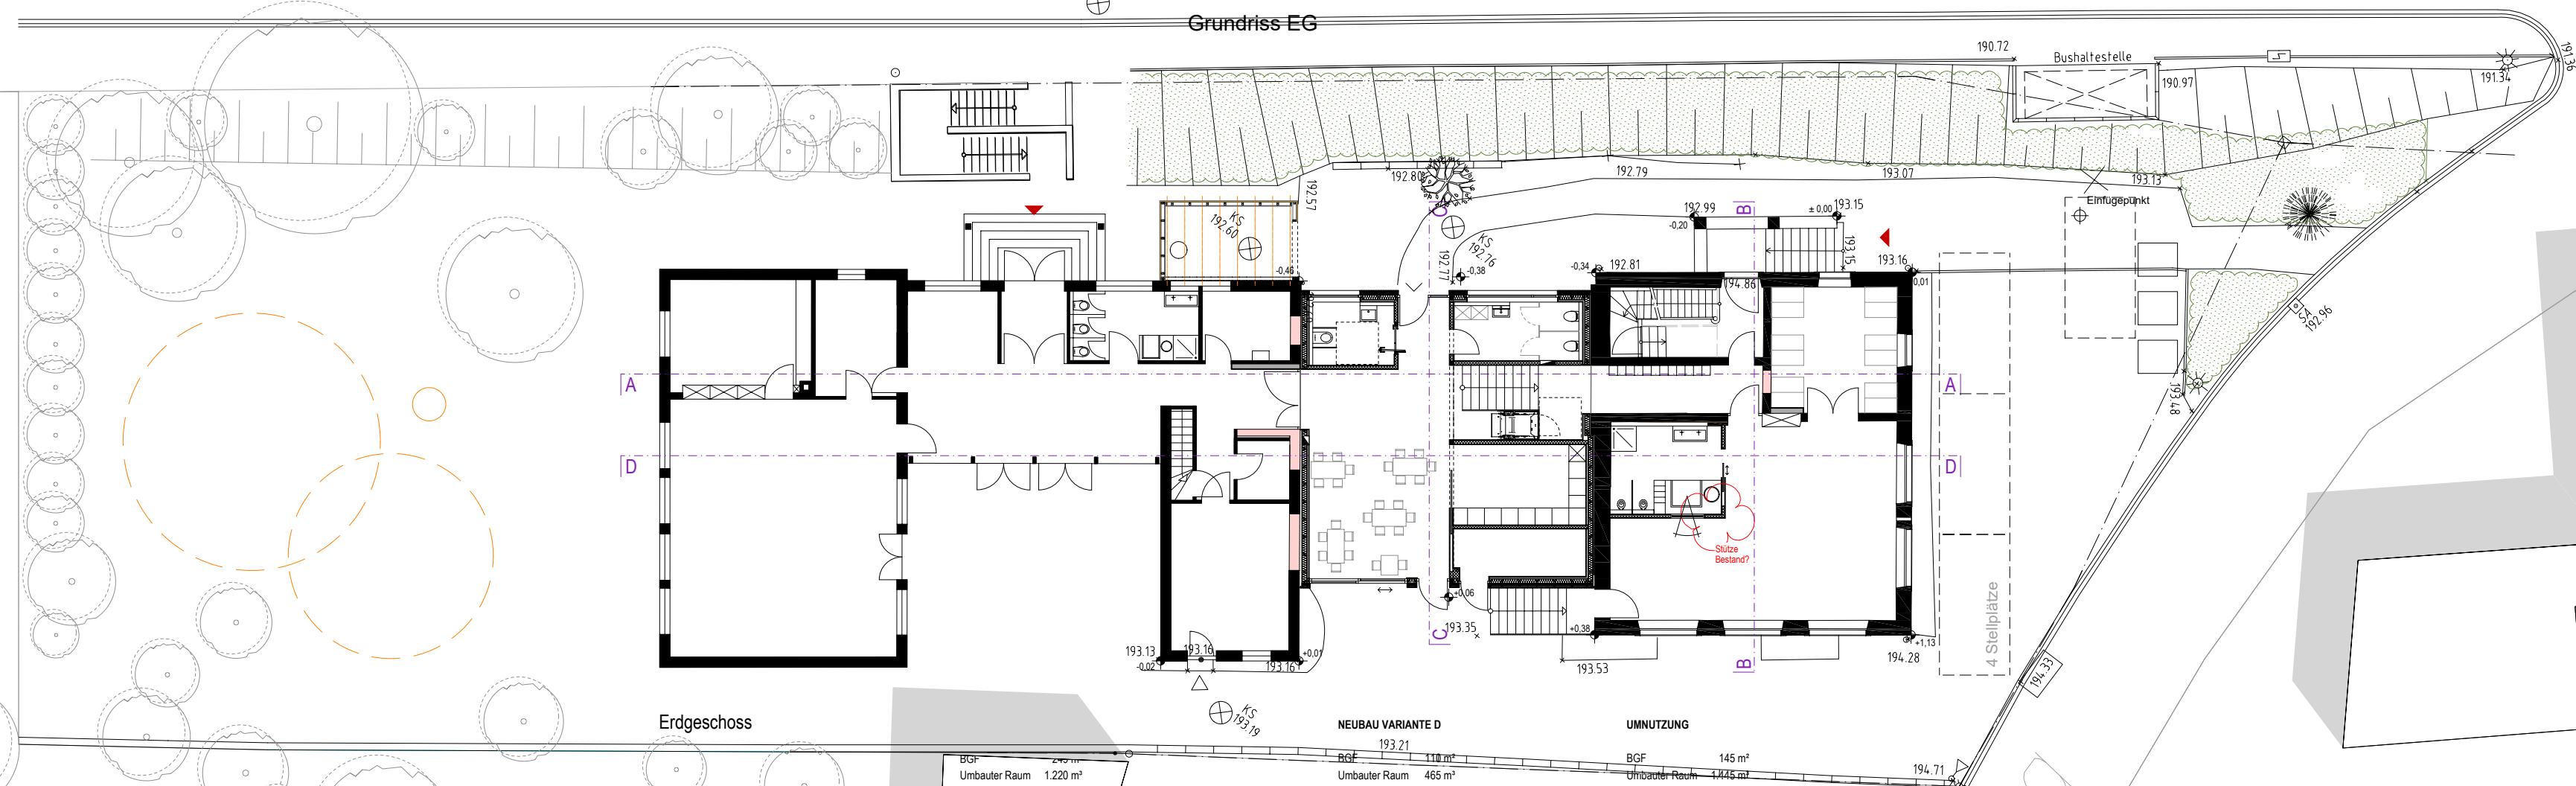 Grundriss EG
190.72
Bushaltestelle
190.97
191.34
191.36
192.80
192.79
193.07
193.13
Einfügepunkt
192.57
KS
192.60
C
KS
192.76
192.77
-0,38
-0,46
192.99
-0,20
B
± 0,00
193.15
193.15
193.16
0,01
-0,34
192.81
194.86
SA
192.96
193.48
A
A
D
D
Stütze
Bestand?
4 Stellplätze
+0,06
193.35
C
+0,38
193.53
B
+1,13
194.28
194.33
193.13
-0,02
193.16
193.16
+0,01
KS
193.19
Erdgeschoss
NEUBAU VARIANTE D
UMNUTZUNG
193.21
BGF
BGF 110 m²
BGF 145 m²
Umbauter Raum 1.220 m³
Umbauter Raum 465 m³
Umbauter Raum 1.445 m³
194.71